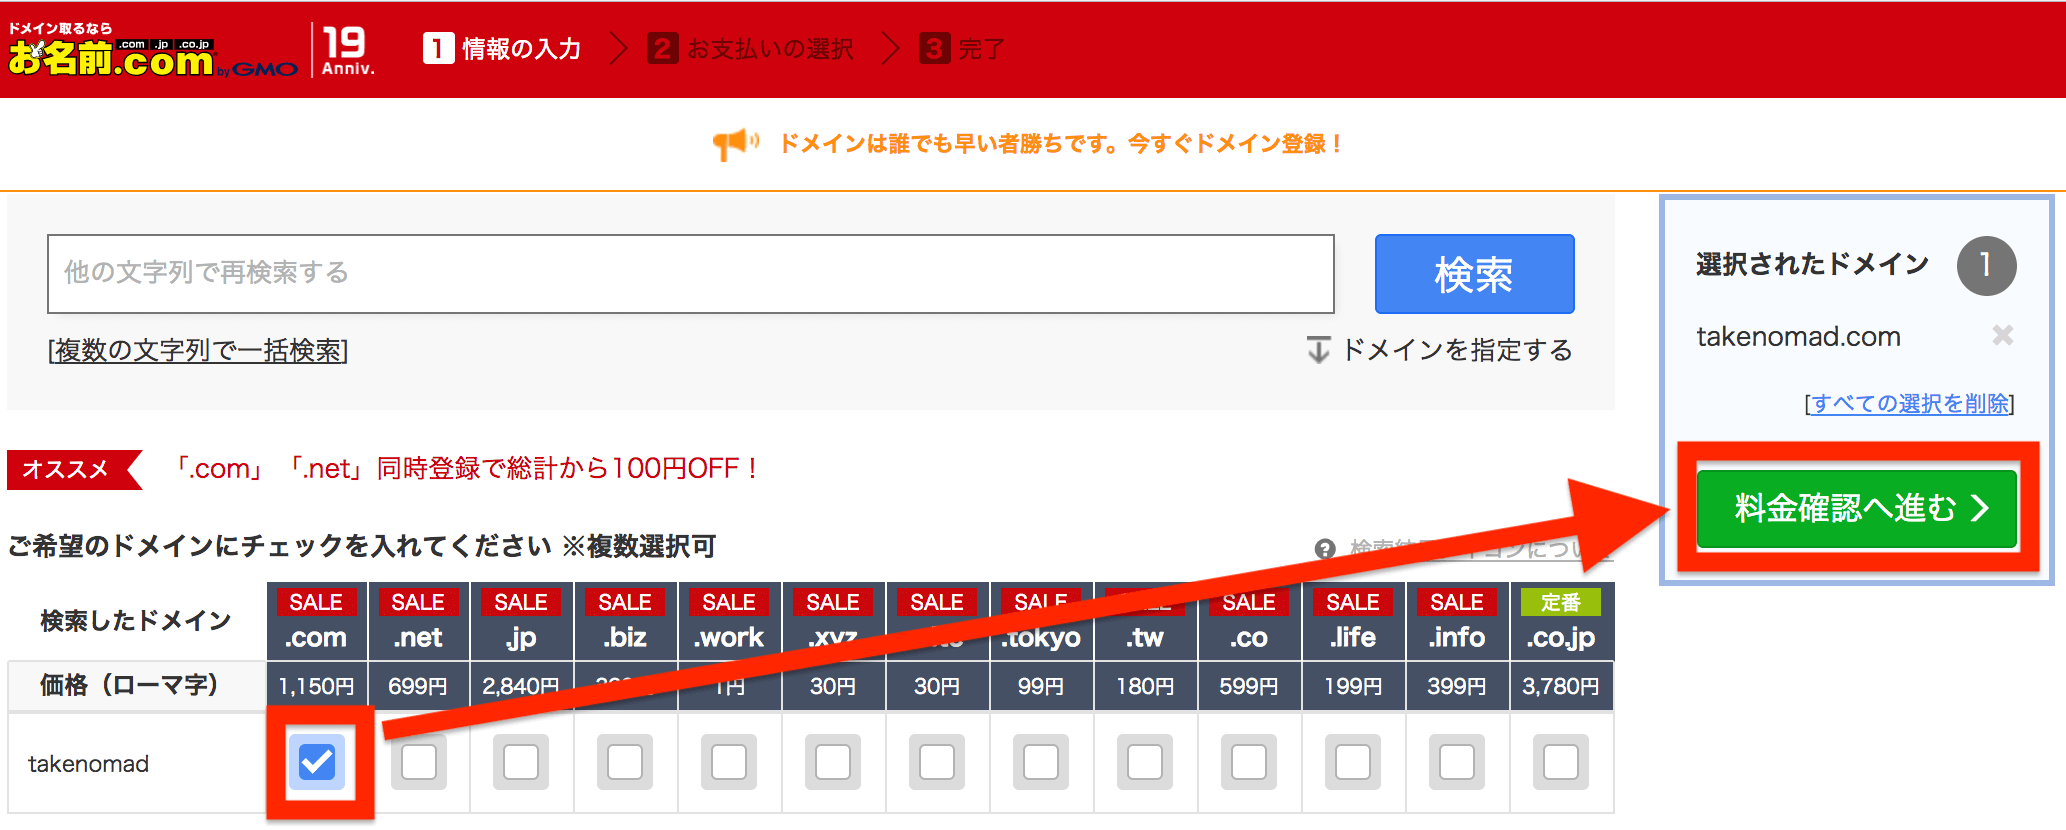 ドメイン取るなら
お名前.com
.com .jp .co.jp
by GMO
19
Anniv.
1 情報の入力
2 お支払いの選択
3 完了
ドメインは誰でも早い者勝ちです。今すぐドメイン登録！
他の文字列で再検索する
検索
[複数の文字列で一括検索]
ドメインを指定する
選択されたドメイン 1
takenomad.com
[すべての選択を削除]
料金確認へ進む
オススメ 「.com」「.net」同時登録で総計から100円OFF！
ご希望のドメインにチェックを入れてください ※複数選択可
検索
について
検索したドメイン
SALE SALE SALE SALE SALE SALE SALE SALE SALE SALE SALE 定番
.com .net .jp .biz .work .xyz .tokyo .tw .co .life .info .co.jp
価格（ローマ字） 1,150円 699円 2,840円 1円 30円 30円 99円 180円 599円 199円 399円 3,780円
takenomad